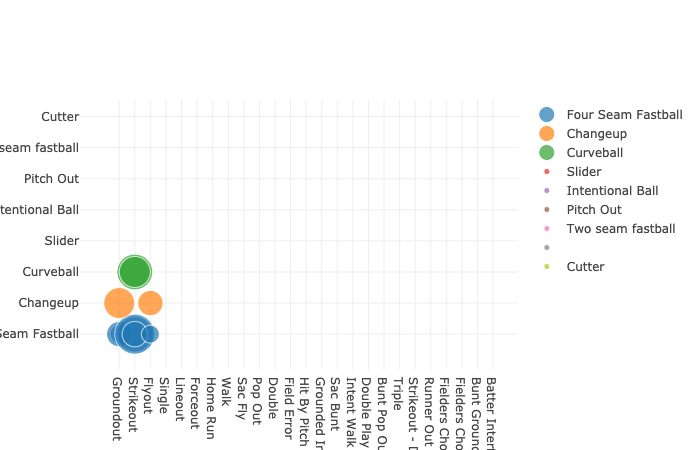 Cutter
seam fastball
Pitch Out
tentional Ball
Slider
Curveball
Changeup
Seam Fastball
Groundout
Strikeout
Flyout
Single
Lineout
Forceout
Home Run
Walk
Sac Fly
Pop Out
Double
Field Error
Hit By Pitch
Grounded In
Sac Bunt
Intent Walk
Double Play
Bunt Pop Ou
Triple
Strikeout -
Runner Out
Fielders Cho
Fielders Cho
Bunt Ground
Batter Interf
Four Seam Fastball
Changeup
Curveball
Slider
Intentional Ball
Pitch Out
Two seam fastball
Cutter